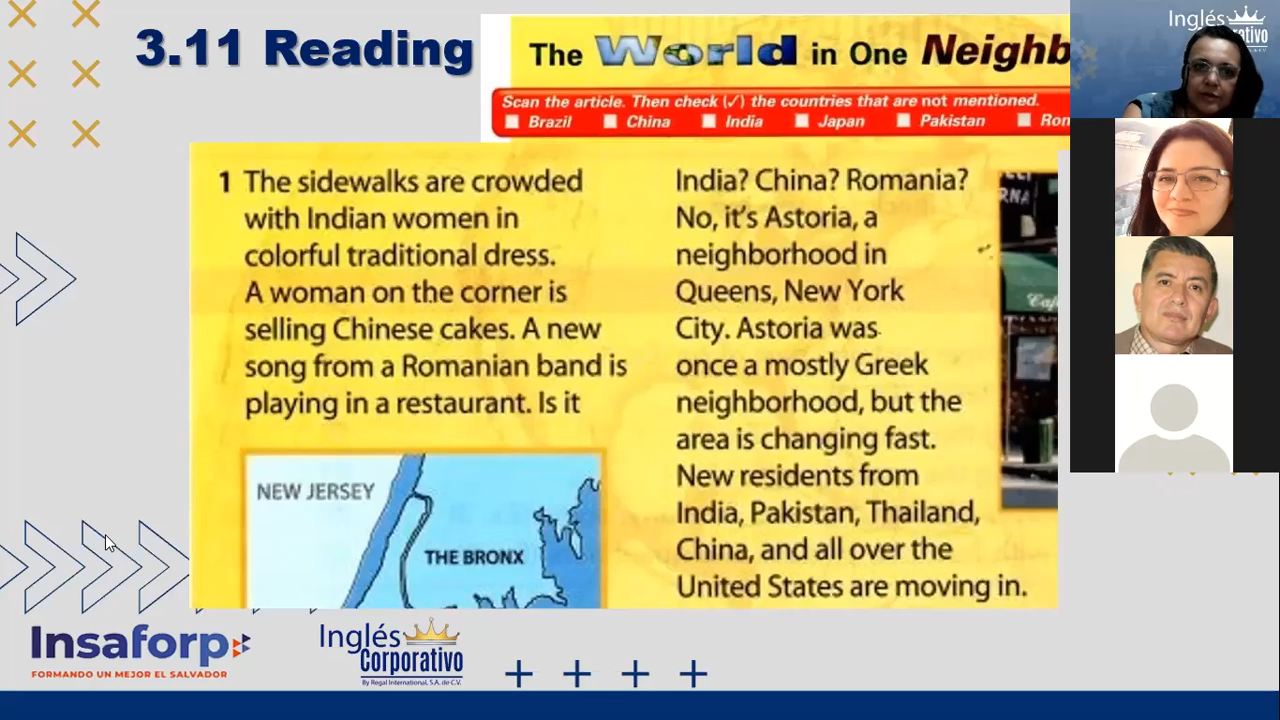 3.11 Reading
The World in One Neighb
Scan the article. Then check (✓) the countries that are not mentioned.
Brazil China India Japan Pakistan Rom
1 The sidewalks are crowded
with Indian women in
colorful traditional dress.
A woman on the corner is
selling Chinese cakes. A new
song from a Romanian band is
playing in a restaurant. Is it
India? China? Romania?
No, it's Astoria, a
neighborhood in
Queens, New York
City. Astoria was
once a mostly Greek
neighborhood, but the
area is changing fast.
New residents from
India, Pakistan, Thailand,
China, and all over the
United States are moving in.
NEW JERSEY
THE BRONX
Insaforp
FORMANDO UN MEJOR EL SALVADOR
Inglés
Corporativo
By Regal International, S.A. de C.V.
Inglés